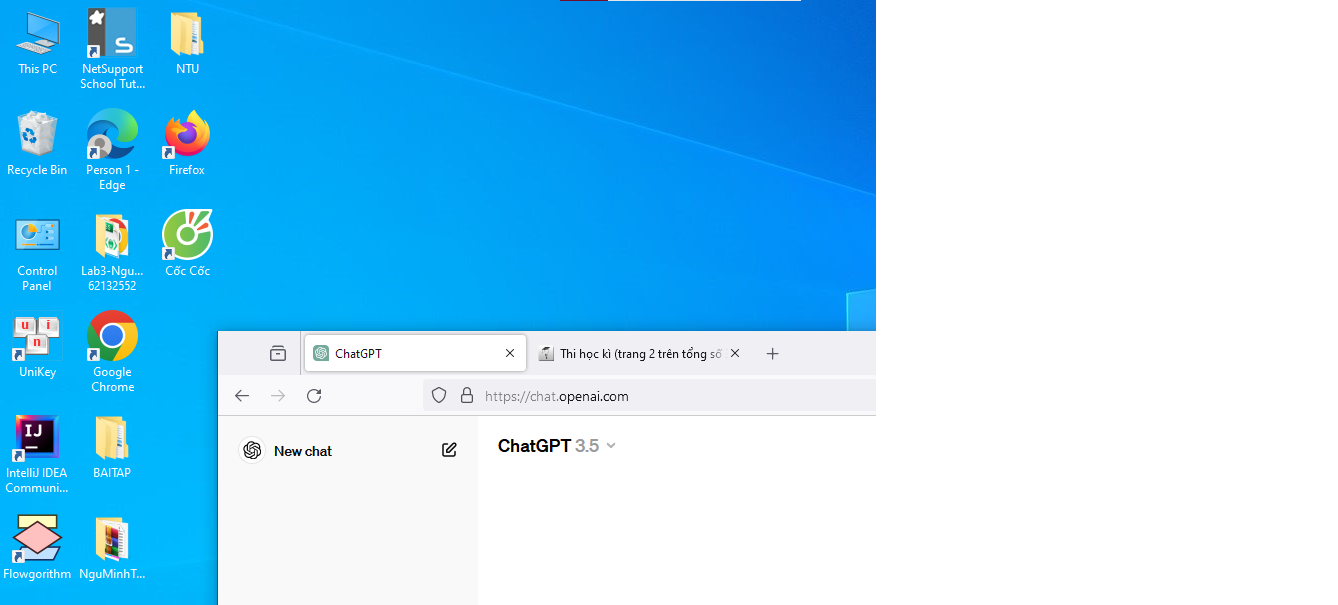 This PC
NetSupport
School Tut...
NTU
Recycle Bin
Person 1 -
Edge
Firefox
Control
Panel
Lab3-Ngu...
62132552
Cốc Cốc
u i
n
UniKey
Google
Chrome
IJ
IntelliJ IDEA
Communi...
BAITAP
Flowgorithm
NguMinhT...
ChatGPT
Thi học kì (trang 2 trên tổng số
https://chat.openai.com
New chat
ChatGPT 3.5